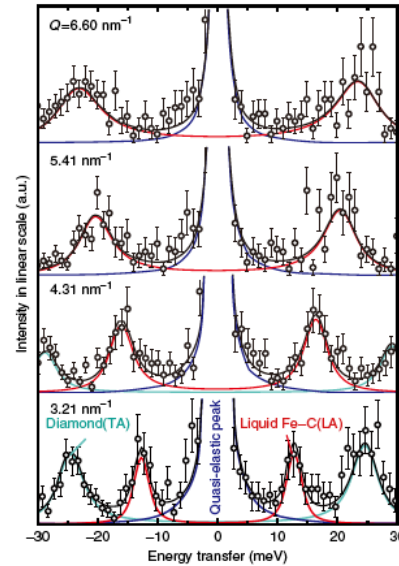 Q=6.60 nm⁻¹
5.41 nm⁻¹
4.31 nm⁻¹
3.21 nm⁻¹
Diamond(TA)
Quasi-elastic peak
Liquid Fe–C(LA)
Intensity in linear scale (a.u.)
–30 –20 –10 0 10 20 30
Energy transfer (meV)